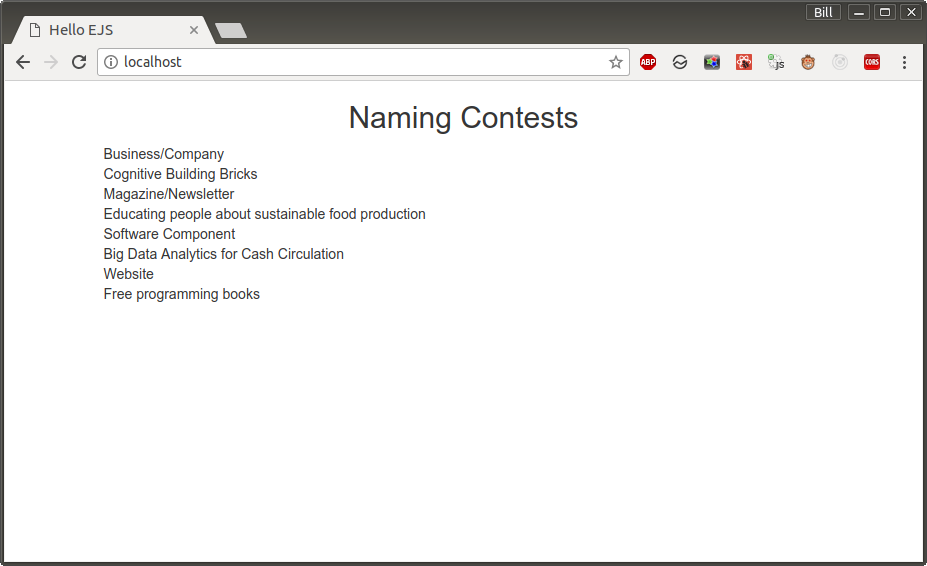 Bill
Hello EJS
localhost
ABP
js
CORS
Naming Contests
Business/Company
Cognitive Building Bricks
Magazine/Newsletter
Educating people about sustainable food production
Software Component
Big Data Analytics for Cash Circulation
Website
Free programming books